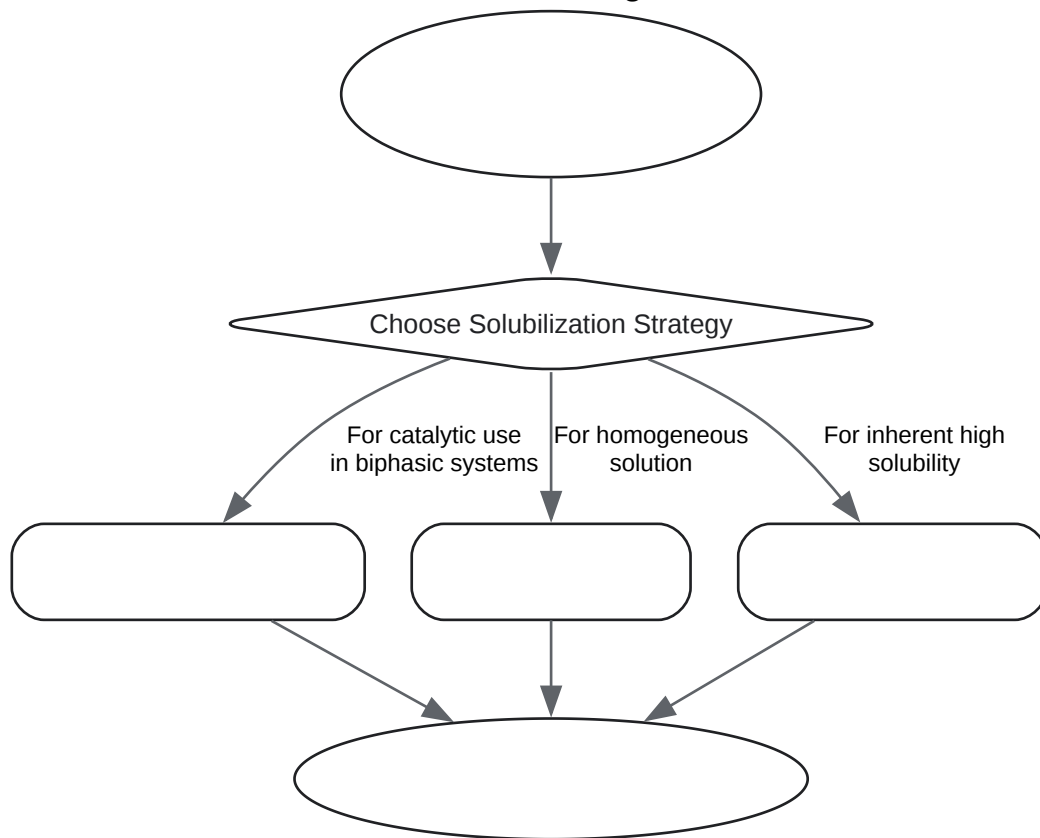 Choose Solubilization Strategy
For catalytic use
in biphasic systems
For homogeneous
solution
For inherent high
solubility